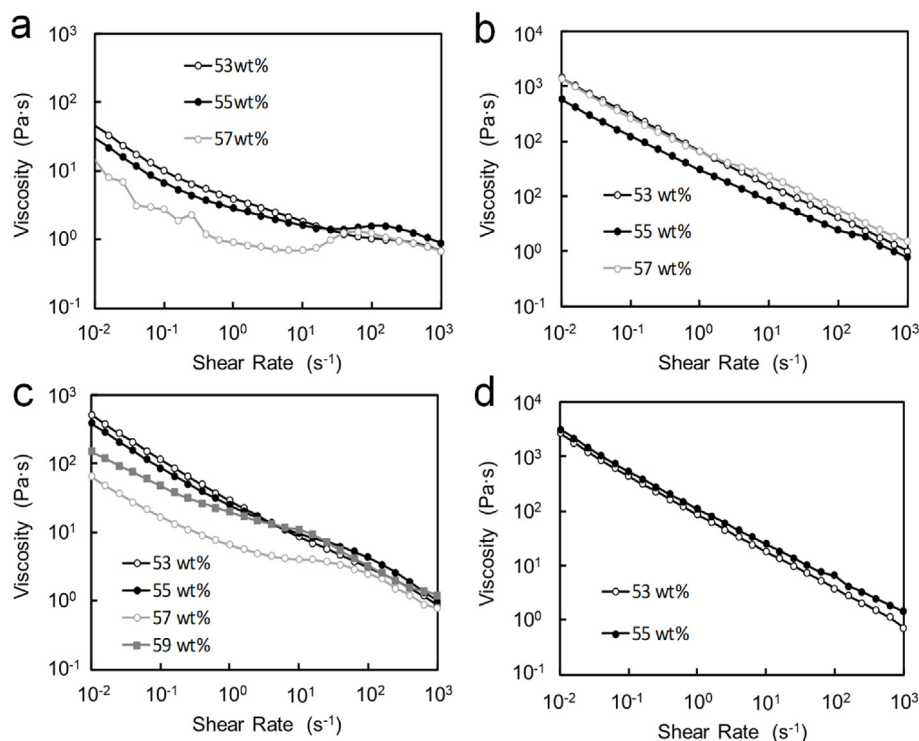 a
10³
10²
10¹
10⁰
10⁻¹
Viscosity (Pa·s)
53wt%
55wt%
57wt%
10⁻² 10⁻¹ 10⁰ 10¹ 10² 10³
Shear Rate (s⁻¹)
b
10⁴
10³
10²
10²
10⁰
10⁻¹
Viscosity (Pa·s)
53 wt%
55 wt%
57 wt%
10⁻² 10⁻¹ 10⁰ 10¹ 10² 10³
Shear Rate (s⁻¹)
c
10³
10²
10¹
10⁰
10⁻¹
Viscosity (Pa·s)
53 wt%
55 wt%
57 wt%
59 wt%
10⁻² 10⁻¹ 10⁰ 10¹ 10² 10³
Shear Rate (s⁻¹)
d
10⁴
10³
10²
10¹
10⁰
10⁻¹
Viscosity (Pa·s)
53 wt%
55 wt%
10⁻² 10⁻¹ 10⁰ 10¹ 10² 10³
Shear Rate (s⁻¹)